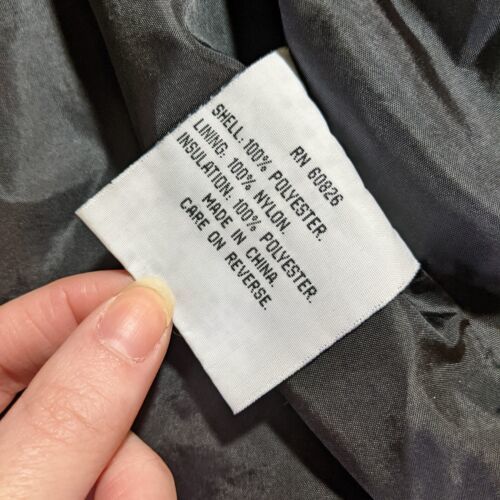 RN 60826
SHELL: 100% POLYESTER.
LINING: 100% NYLON.
INSULATION: 100% POLYESTER.
MADE IN CHINA.
CARE ON REVERSE.